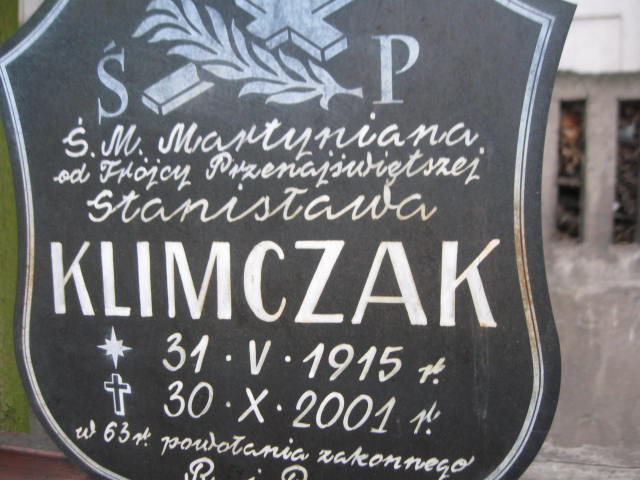 Ś P
Ś. M. Martyniana
od Trójcy Przenajświętszej
Stanisława
KLIMCZAK
31 · V · 1915 r.
30 · X · 2001 r.
w 63 r. powołania zakonnego